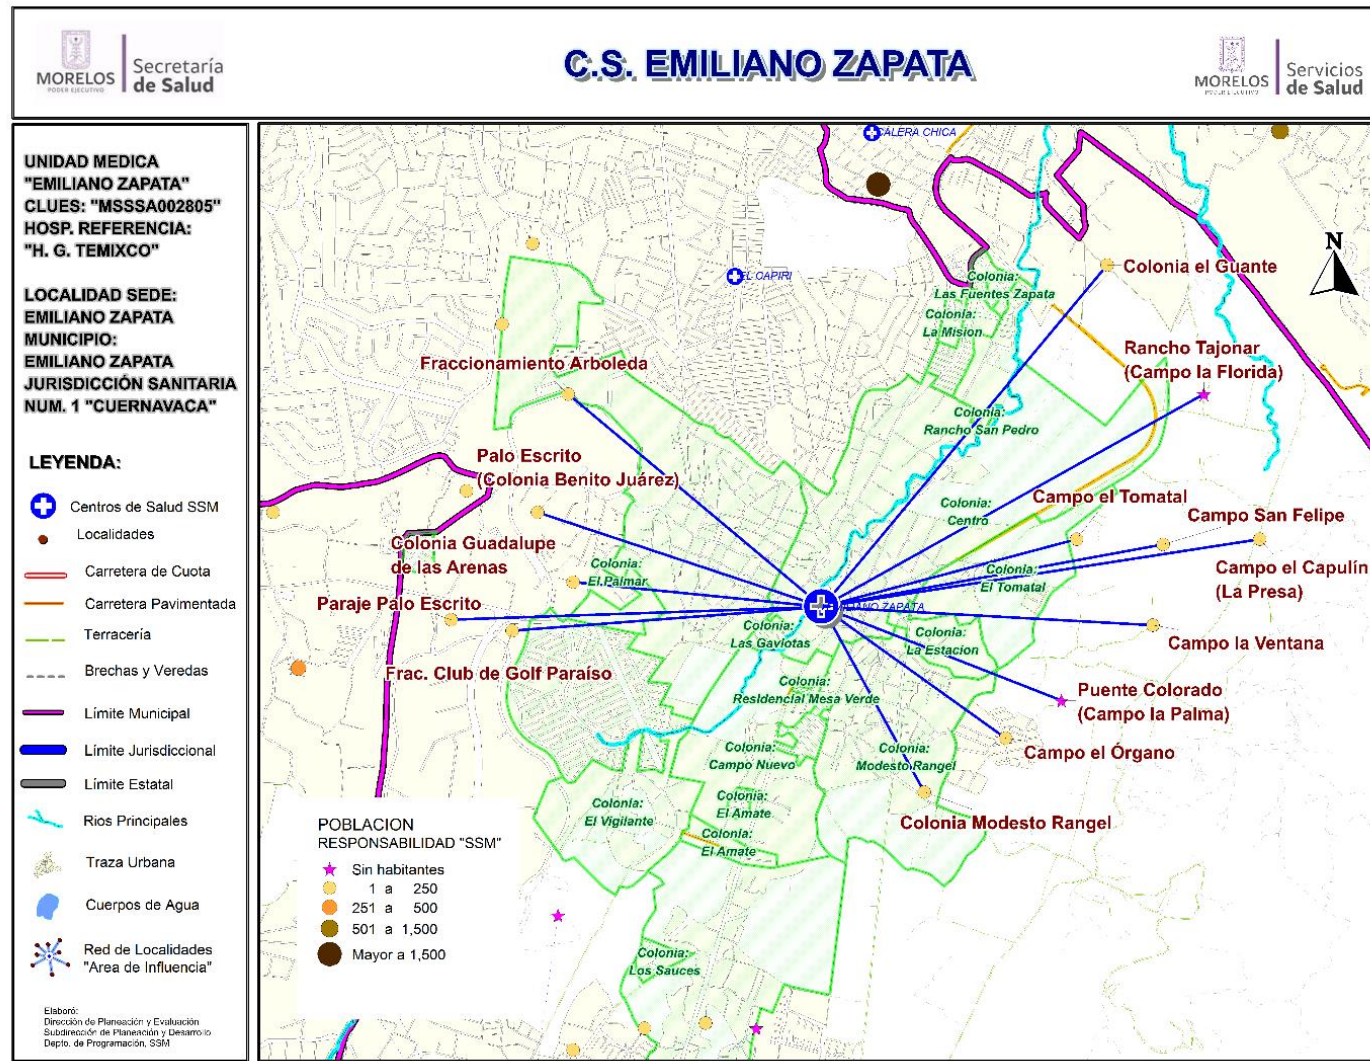 MORELOS
PODER EJECUTIVO
Secretaría
de Salud
C.S. EMILIANO ZAPATA
MORELOS
PODER EJECUTIVO
Servicios
de Salud
UNIDAD MEDICA
"EMILIANO ZAPATA"
CLUES: "MSSSA002805"
HOSP. REFERENCIA:
"H. G. TEMIXCO"
LOCALIDAD SEDE:
EMILIANO ZAPATA
MUNICIPIO:
EMILIANO ZAPATA
JURISDICCIÓN SANITARIA
NUM. 1 "CUERNAVACA"
LEYENDA:
Centros de Salud SSM
Localidades
Carretera de Cuota
Carretera Pavimentada
Terracería
Brechas y Veredas
Límite Municipal
Límite Jurisdiccional
Límite Estatal
Rios Principales
Traza Urbana
Cuerpos de Agua
Red de Localidades
"Area de Influencia"
Elaboró:
Dirección de Planeación y Evaluación
Subdirección de Planeación y Desarrollo
Depto. de Programación, SSM
CALERA CHICA
EL CAPIRI
N
Colonia:
Las Fuentes Zapata
Colonia:
La Mision
Colonia el Guante
Rancho Tajonar
(Campo la Florida)
Fraccionamiento Arboleda
Colonia:
Rancho San Pedro
Palo Escrito
(Colonia Benito Juárez)
Colonia:
Centro
Campo el Tomatal
Campo San Felipe
Colonia Guadalupe
de las Arenas
Colonia:
El Palmar
Colonia:
El Tomatal
Campo el Capulín
(La Presa)
Paraje Palo Escrito
EMILIANO ZAPATA
Colonia:
Las Gaviotas
Colonia:
La Estacion
Campo la Ventana
Frac. Club de Golf Paraíso
Colonia:
Residencial Mesa Verde
Puente Colorado
(Campo la Palma)
Colonia:
Campo Nuevo
Colonia:
Modesto Rangel
Campo el Órgano
Colonia:
El Vigilante
Colonia:
El Amate
Colonia:
El Amate
Colonia Modesto Rangel
Colonia:
Los Sauces
POBLACION
RESPONSABILIDAD "SSM"
Sin habitantes
1 a 250
251 a 500
501 a 1,500
Mayor a 1,500